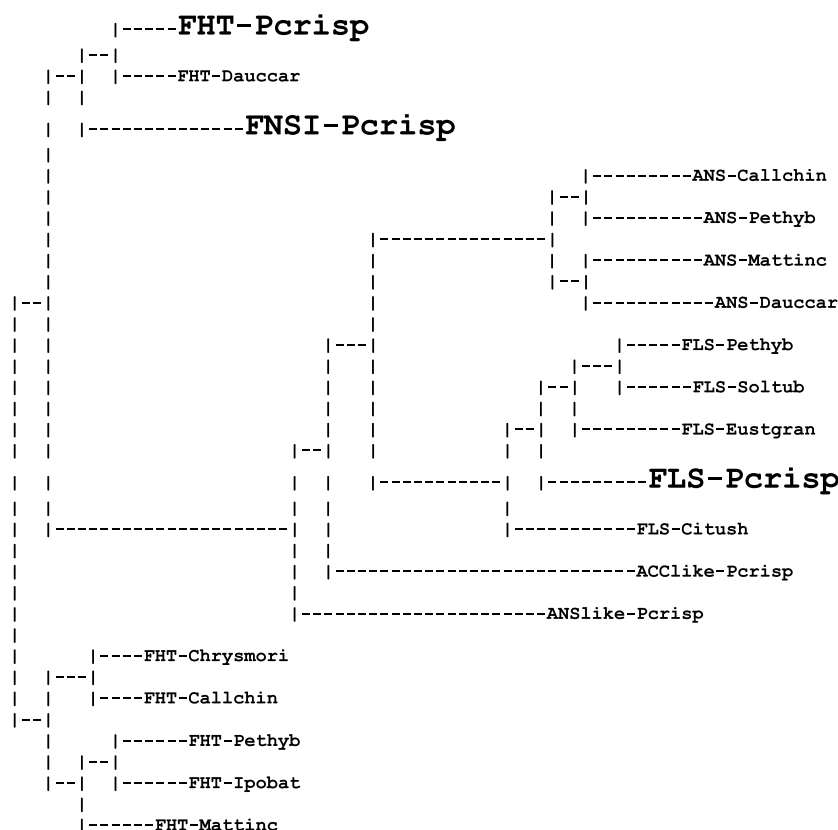 FHT-Pcrisp
FHT-Dauccar
FNSI-Pcrisp
ANS-Callchin
ANS-Pethyb
ANS-Mattinc
ANS-Dauccar
FLS-Pethyb
FLS-Soltub
FLS-Eustgran
FLS-Pcrisp
FLS-Citush
ACClike-Pcrisp
ANSlike-Pcrisp
FHT-Chrysmori
FHT-Callchin
FHT-Pethyb
FHT-Ipobat
FHT-Mattinc